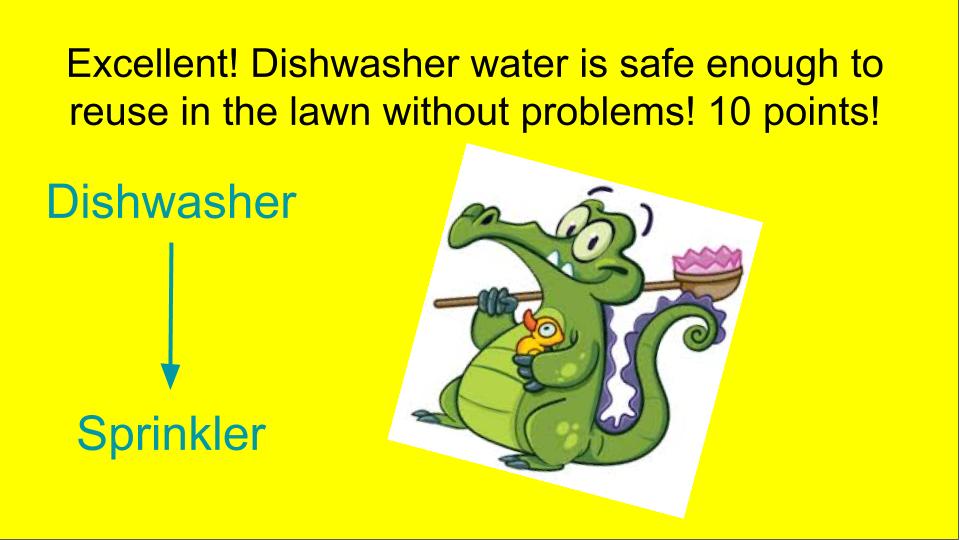 Excellent! Dishwasher water is safe enough to
reuse in the lawn without problems! 10 points!
Dishwasher
Sprinkler